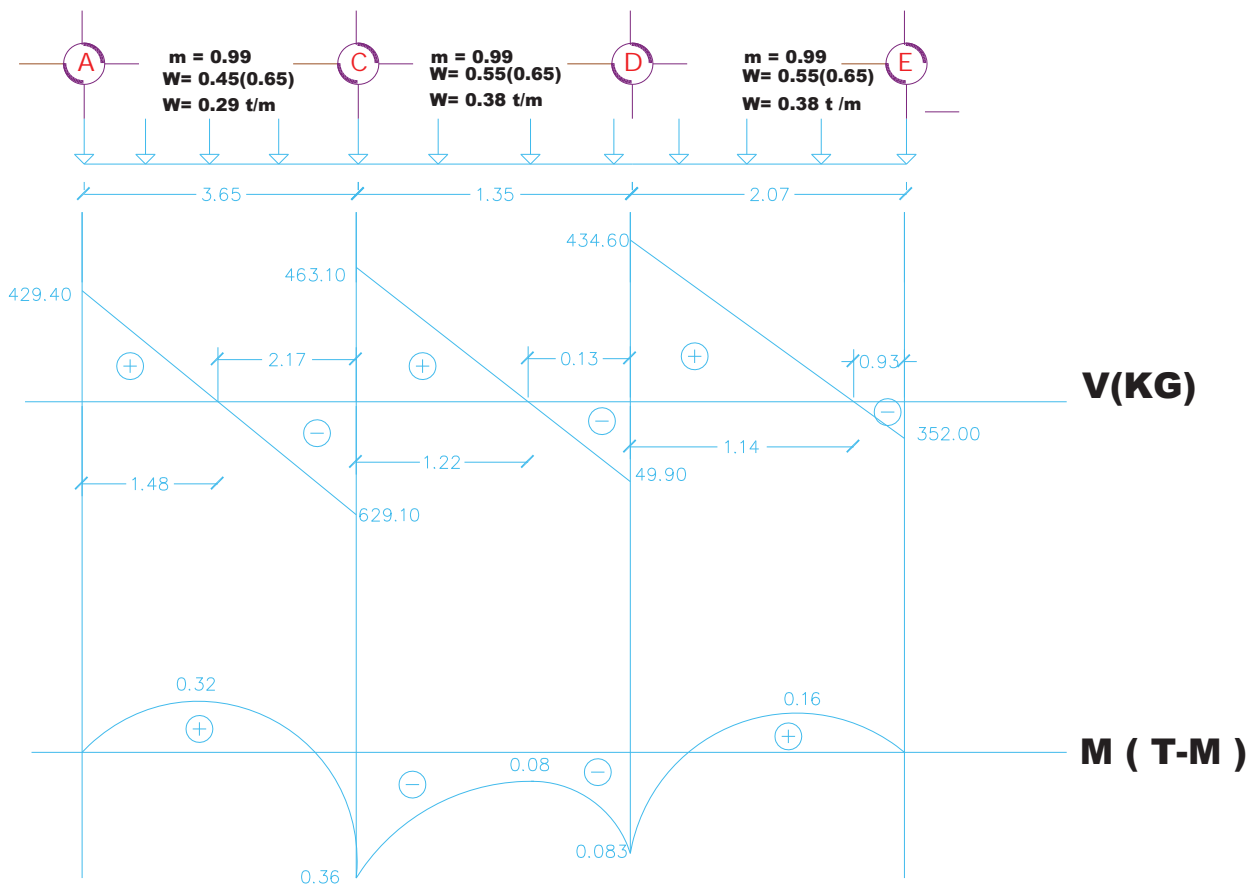 A
m = 0.99
W= 0.45(0.65)
W= 0.29 t/m
C
m = 0.99
W= 0.55(0.65)
W= 0.38 t/m
D
m = 0.99
W= 0.55(0.65)
W= 0.38 t /m
E
3.65
1.35
2.07
429.40
463.10
434.60
+
2.17
+
0.13
+
0.93
V(KG)
−
−
−
352.00
1.48
1.22
1.14
629.10
49.90
0.32
+
0.16
+
M ( T-M )
−
0.08
−
0.36
0.083